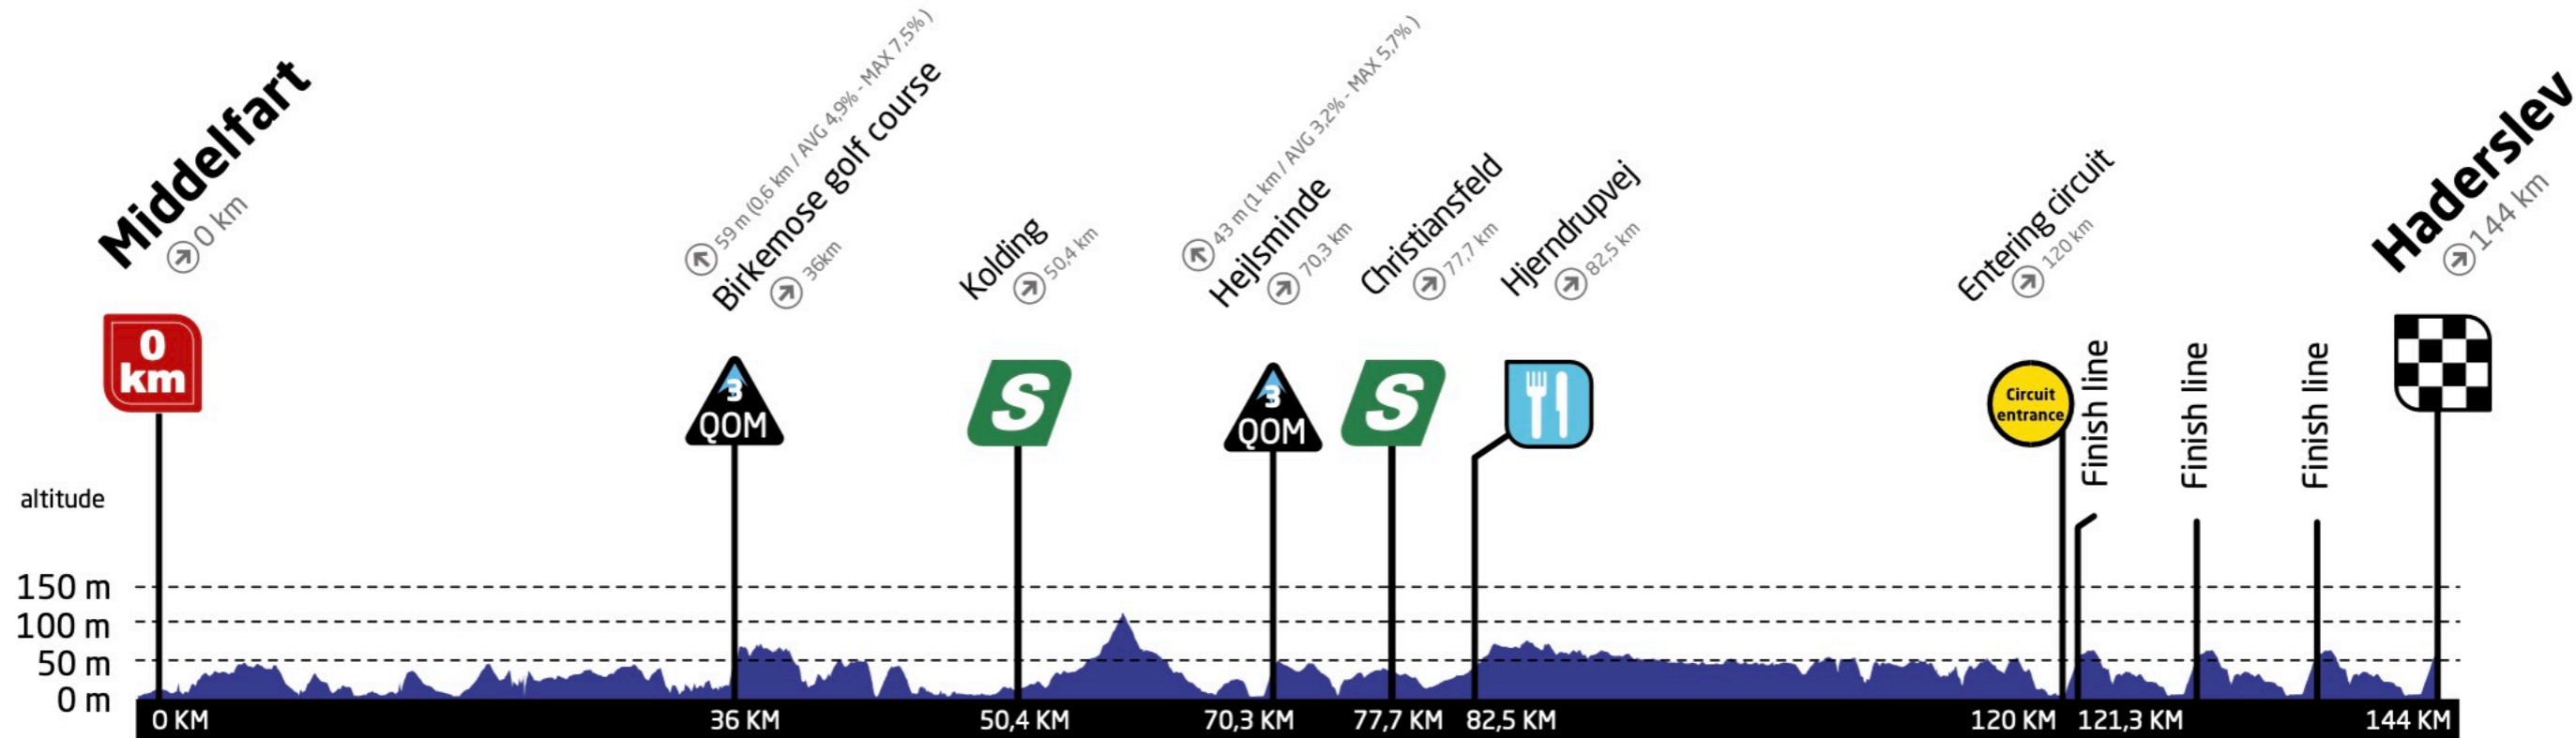 Middelfart
0 km
59 m (0,6 km / AVG 4,9% - MAX 7,5% )
Birkemose golf course
36km
Kolding
50,4 km
43 m (1 km / AVG 3,2% - MAX 5,7% )
Hejlsminde
70,3 km
Christiansfeld
77,7 km
Hjerndrupvej
82,5 km
Entering circuit
120 km
Haderslev
144 km
0
km
3
QOM
S
3
QOM
S
Circuit
entrance
Finish line
Finish line
Finish line
altitude
150 m
100 m
50 m
0 m
0 KM
36 KM
50,4 KM
70,3 KM
77,7 KM
82,5 KM
120 KM
121,3 KM
144 KM